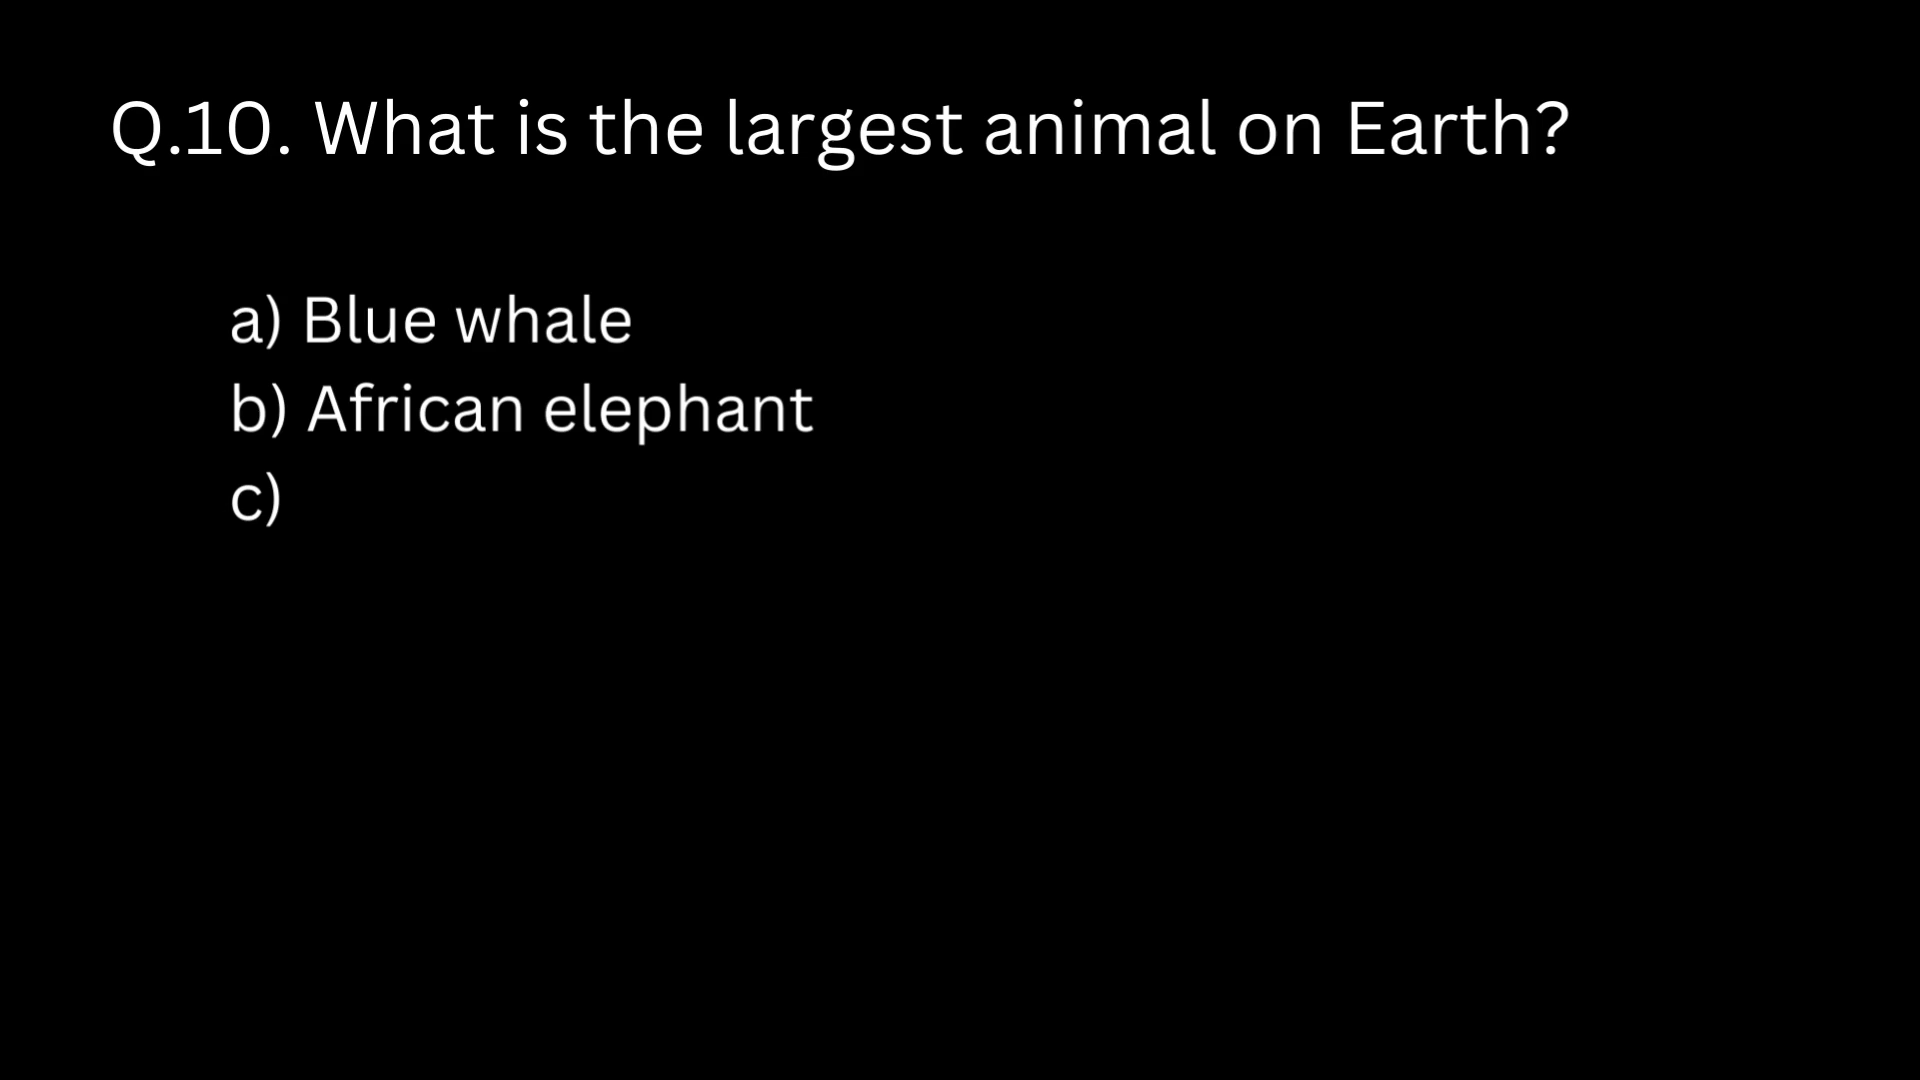 Q.10. What is the largest animal on Earth?
a) Blue whale
b) African elephant
c)